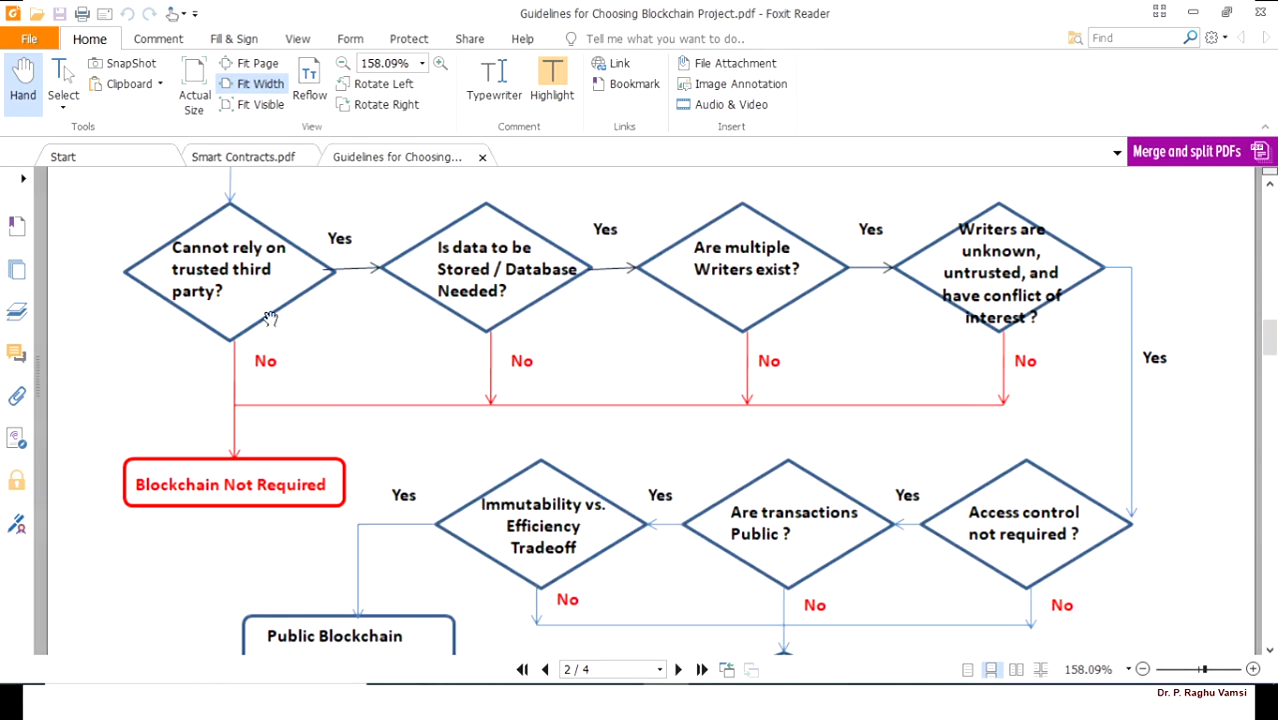 Guidelines for Choosing Blockchain Project.pdf - Foxit Reader
File Home Comment Fill & Sign View Form Protect Share Help Tell me what you want to do.. Find
Hand
Select
SnapShot
Clipboard
Tools
Actual
Size
Fit Page
Fit Width
Fit Visible
Reflow
158.09%
Rotate Left
Rotate Right
View
Typewriter
Highlight
Comment
Link
Bookmark
Links
File Attachment
Image Annotation
Audio & Video
Insert
Start
Smart Contracts.pdf
Guidelines for Choosing...
Merge and split PDFs
Cannot rely on
trusted third
party?
Yes
Is data to be
Stored / Database
Needed?
Yes
Are multiple
Writers exist?
Yes
Writers are
unknown,
untrusted, and
have conflict of
interest ?
No
No
No
No
Yes
Blockchain Not Required
Yes
Immutability vs.
Efficiency
Tradeoff
Yes
Are transactions
Public ?
Yes
Access control
not required ?
No
No
No
Public Blockchain
2 / 4
158.09%
Dr. P. Raghu Vamsi